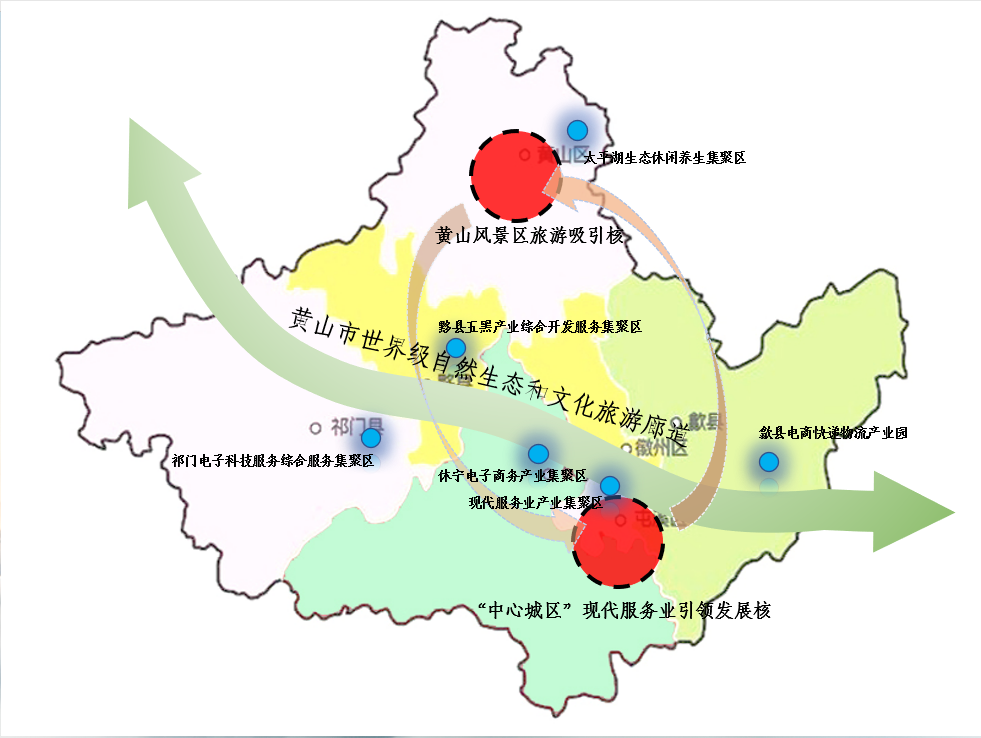 黄山区
太平湖生态休闲养生集聚区
黄山风景区旅游吸引核
黟县五黑产业综合开发服务集聚区
黄山市世界级自然生态和文化旅游廊道
祁门县
歙县
歙县电商快递物流产业园
徽州区
祁门电子科技服务综合服务集聚区
休宁电子商务产业集聚区
现代服务业产业集聚区
“中心城区”现代服务业引领发展核